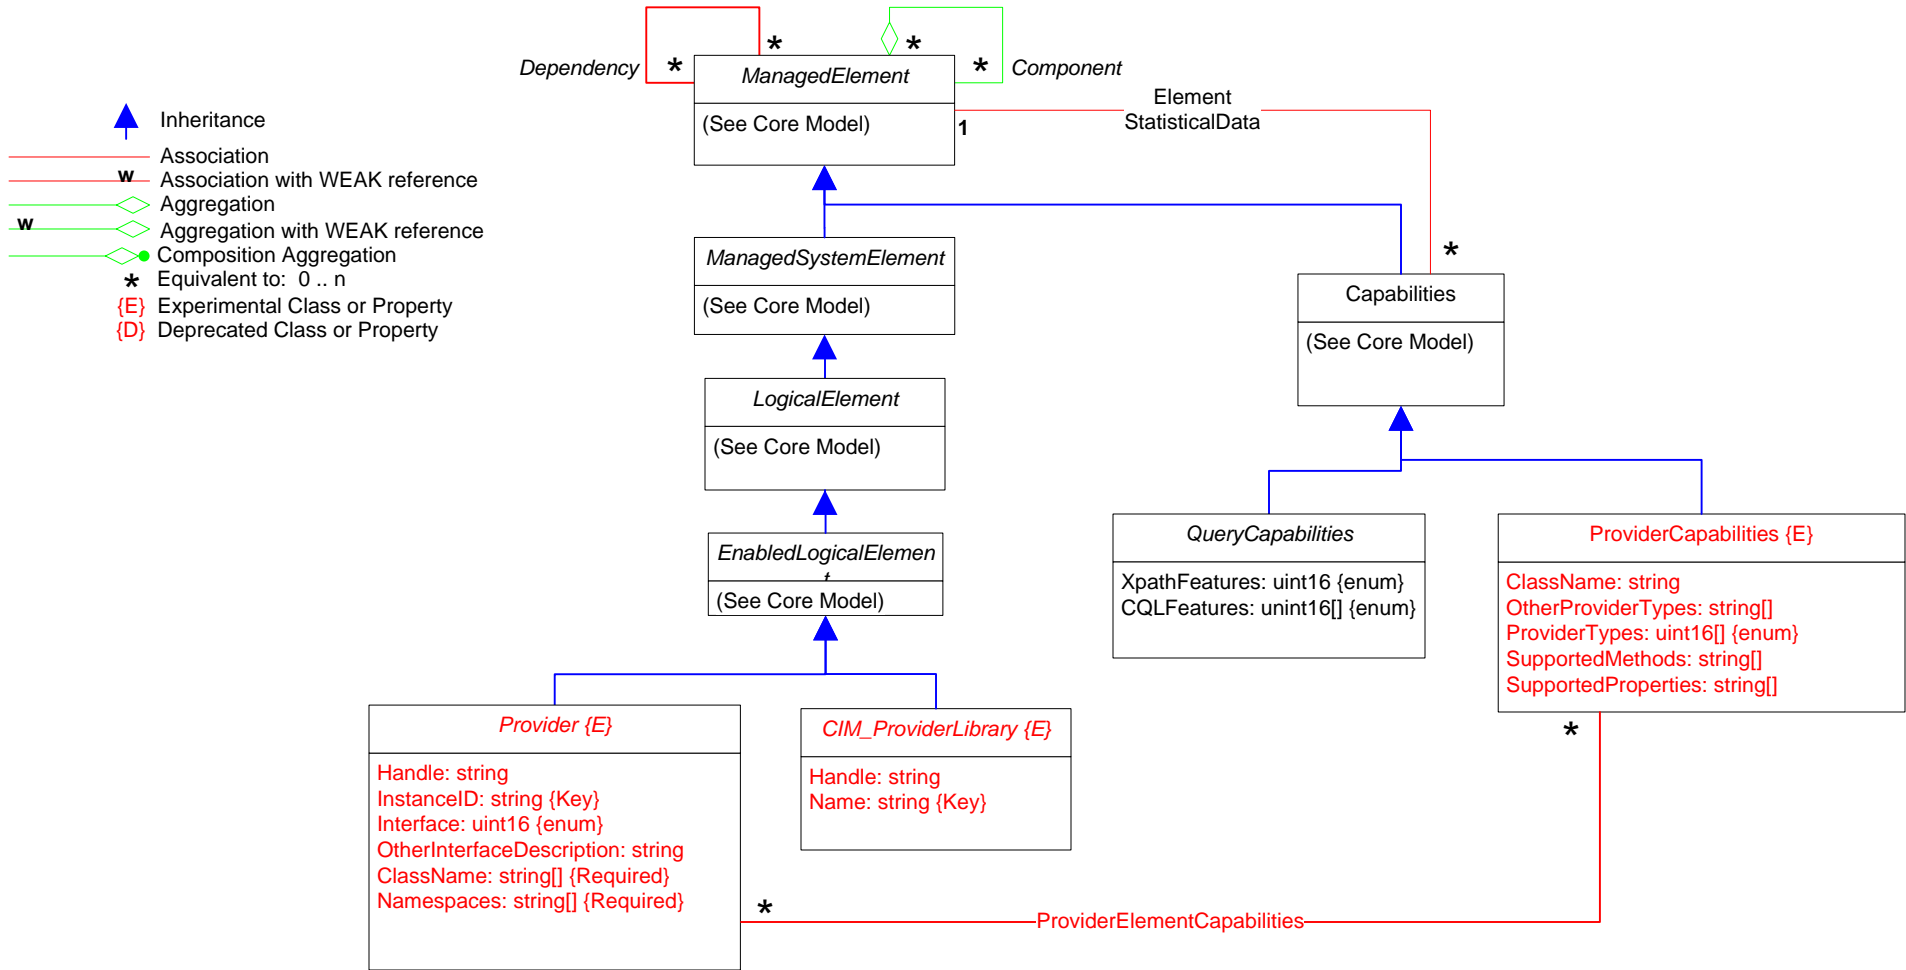 *
*
*
*
Dependency
ManagedElement
Component
(See Core Model)
1
Element
StatisticalData
*
Inheritance
Association
w
Association with WEAK reference
Aggregation
w
Aggregation with WEAK reference
Composition Aggregation
* Equivalent to: 0 .. n
{E} Experimental Class or Property
{D} Deprecated Class or Property
ManagedSystemElement
(See Core Model)
Capabilities
(See Core Model)
LogicalElement
(See Core Model)
EnabledLogicalElemen
t
(See Core Model)
QueryCapabilities
XpathFeatures: uint16 {enum}
CQLFeatures: unint16[] {enum}
ProviderCapabilities {E}
ClassName: string
OtherProviderTypes: string[]
ProviderTypes: uint16[] {enum}
SupportedMethods: string[]
SupportedProperties: string[]
*
Provider {E}
Handle: string
InstanceID: string {Key}
Interface: uint16 {enum}
OtherInterfaceDescription: string
ClassName: string[] {Required}
Namespaces: string[] {Required}
CIM_ProviderLibrary {E}
Handle: string
Name: string {Key}
*
ProviderElementCapabilities